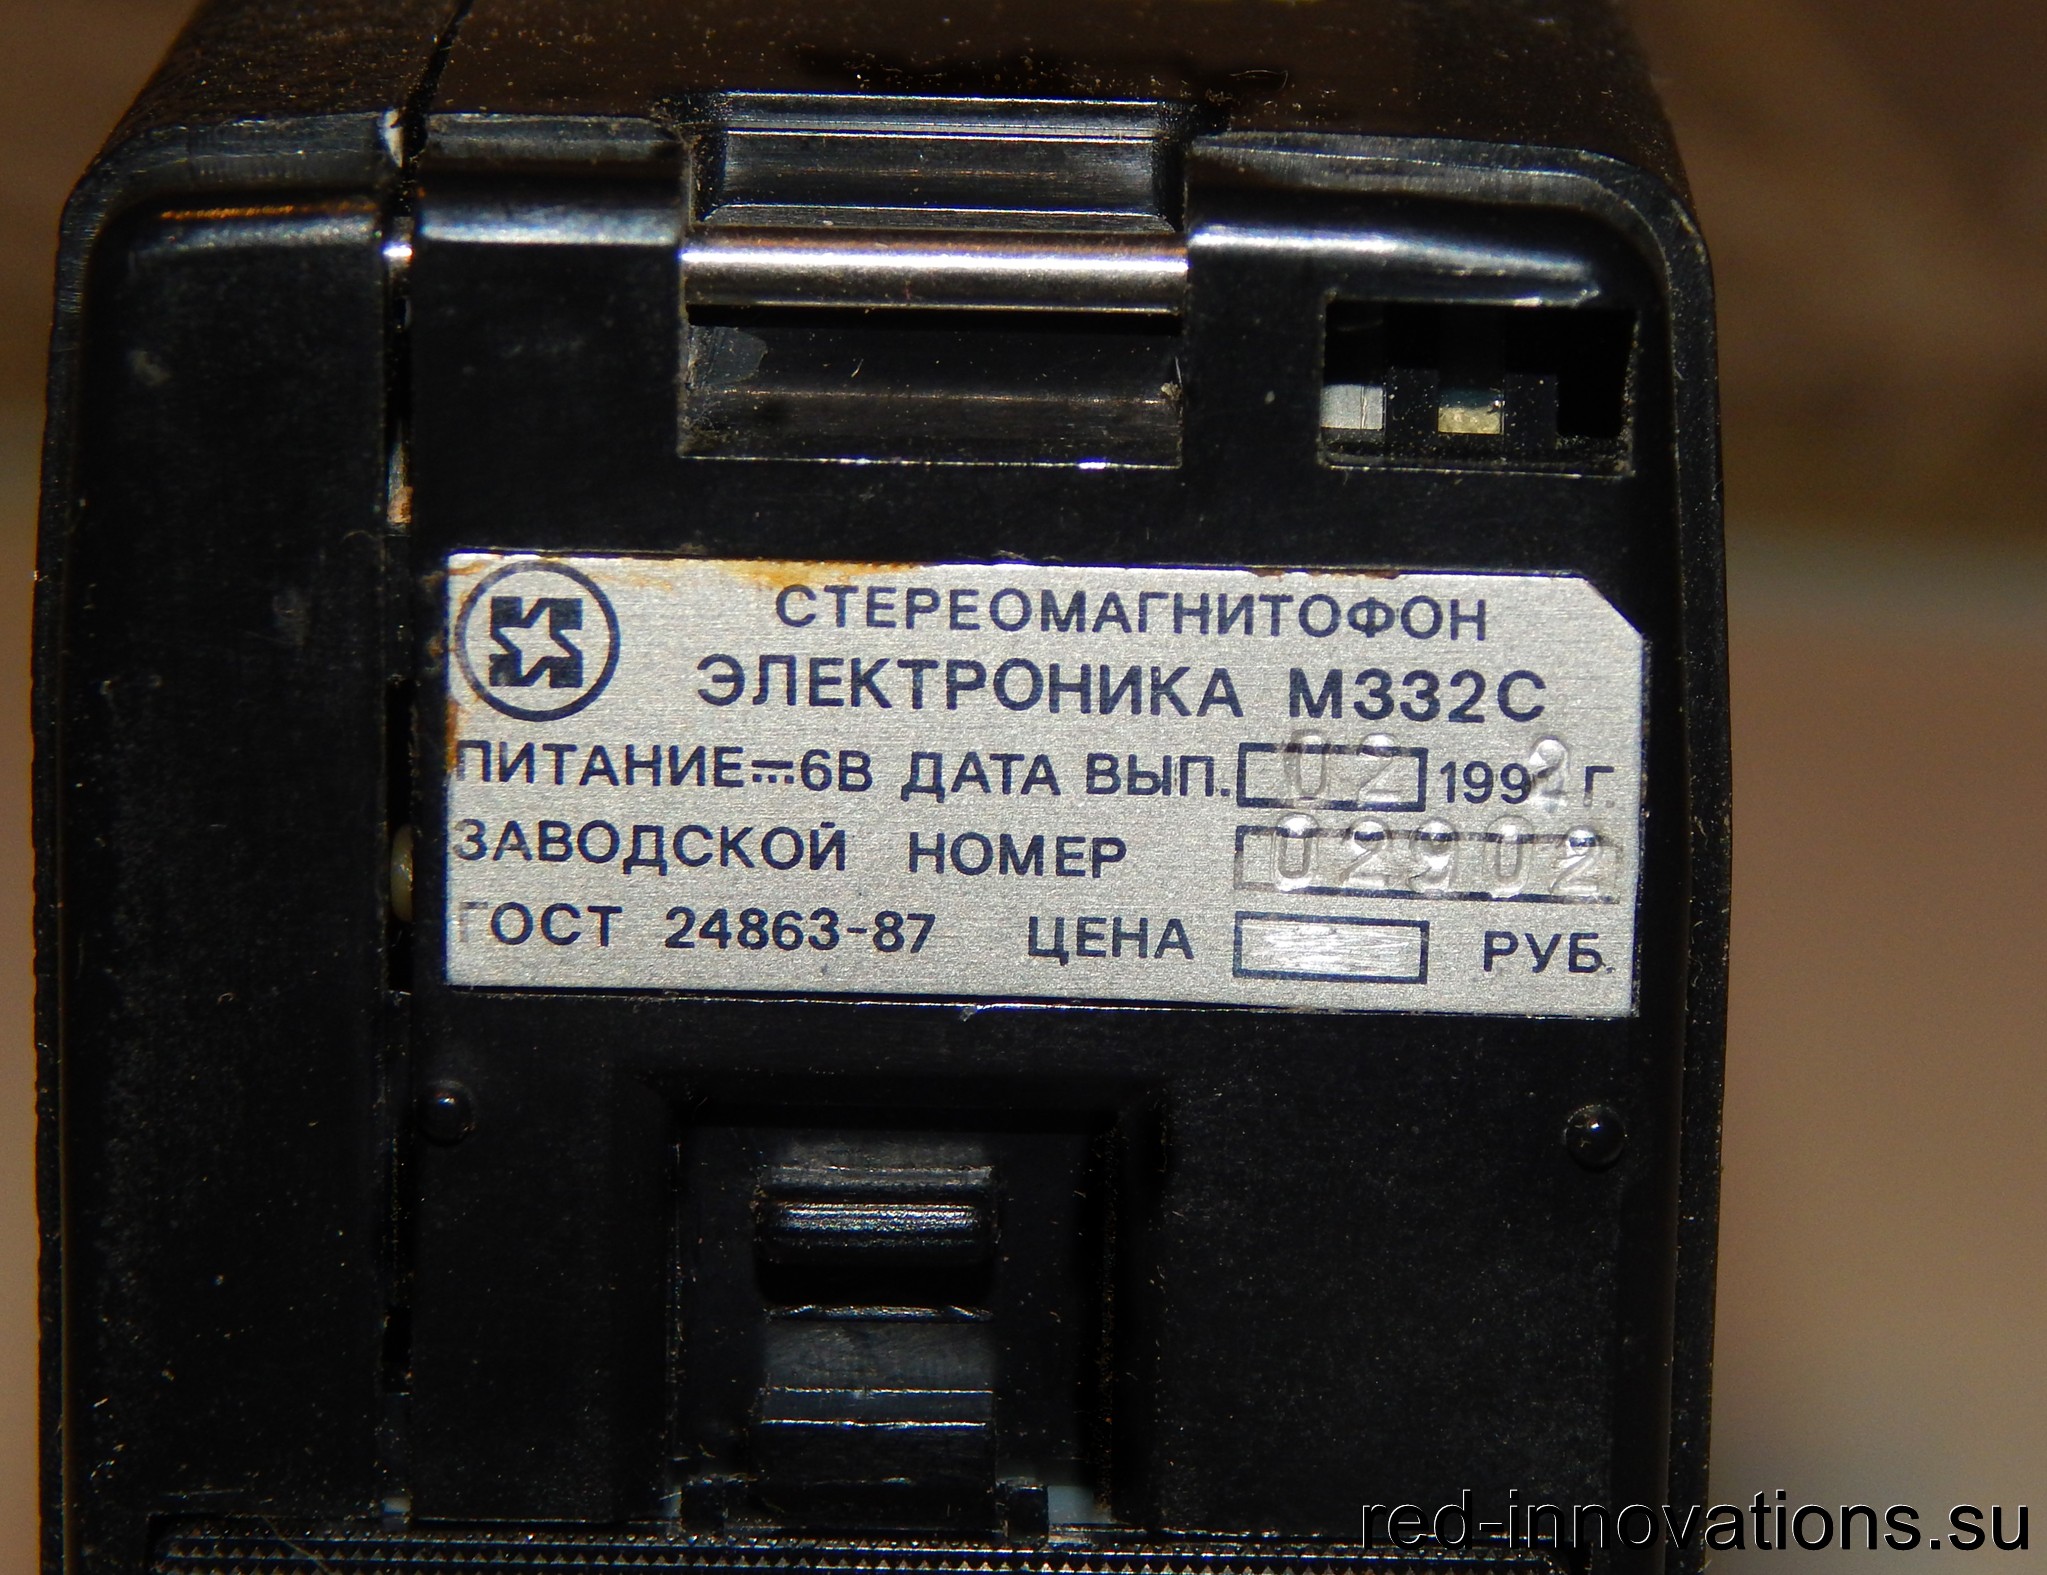 СТЕРЕОМАГНИТОФОН
ЭЛЕКТРОНИКА М332С
ПИТАНИЕ⎓6В ДАТА ВЫП. 02 1992 Г.
ЗАВОДСКОЙ НОМЕР 02902
ГОСТ 24863-87 ЦЕНА РУБ.
red-innovations.su